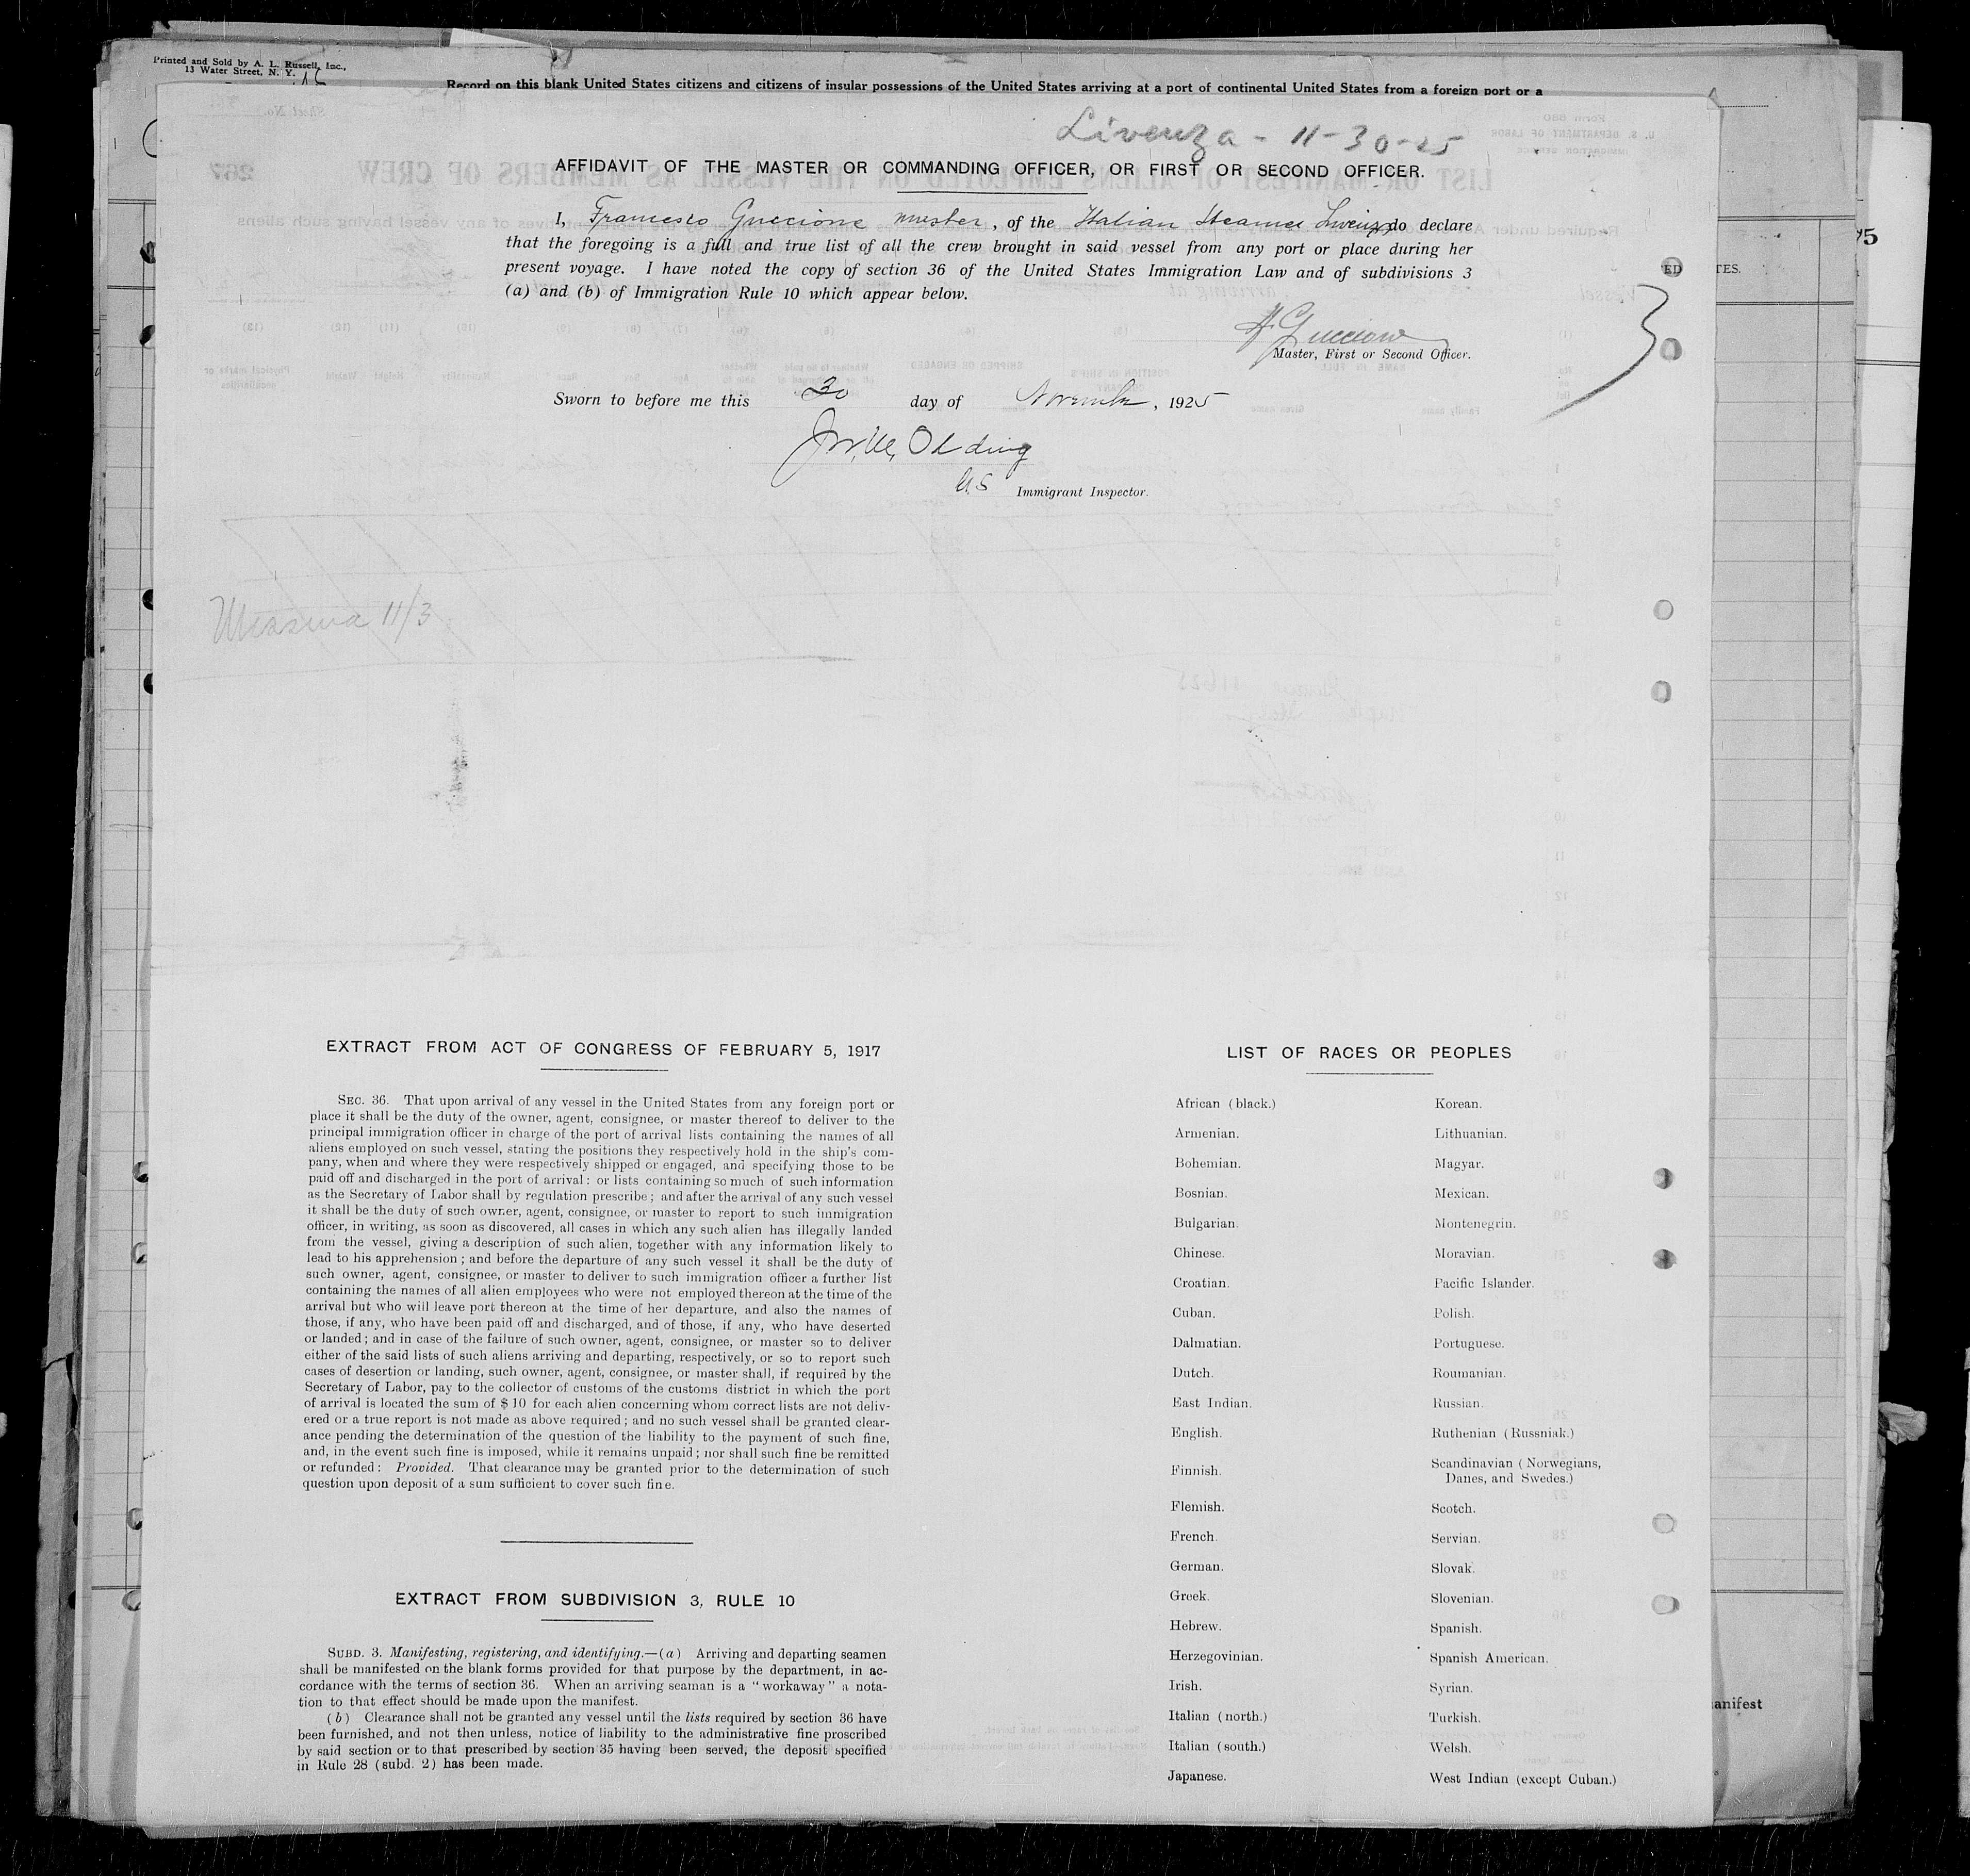 Printed and Sold by A. L. Russell, Inc.,
13 Water Street, N. Y.
Record on this blank United States citizens and citizens of insular possessions of the United States arriving at a port of continental United States from a foreign port or a
Livenza - 11-30-25
AFFIDAVIT OF THE MASTER OR COMMANDING OFFICER, OR FIRST OR SECOND OFFICER.
I, Francesco Guccione master, of the Italian Steamer Livenza do declare
that the foregoing is a full and true list of all the crew brought in said vessel from any port or place during her
present voyage. I have noted the copy of section 36 of the United States Immigration Law and of subdivisions 3
(a) and (b) of Immigration Rule 10 which appear below.
F. Guccione
Master, First or Second Officer.
Sworn to before me this 30 day of November, 1925
Olding
US Immigrant Inspector.
Messina 11/3
EXTRACT FROM ACT OF CONGRESS OF FEBRUARY 5, 1917
SEC. 36. That upon arrival of any vessel in the United States from any foreign port or
place it shall be the duty of the owner, agent, consignee, or master thereof to deliver to the
principal immigration officer in charge of the port of arrival lists containing the names of all
aliens employed on such vessel, stating the positions they respectively hold in the ship's com-
pany, when and where they were respectively shipped or engaged, and specifying those to be
paid off and discharged in the port of arrival: or lists containing so much of such information
as the Secretary of Labor shall by regulation prescribe; and after the arrival of any such vessel
it shall be the duty of such owner, agent, consignee, or master to report to such immigration
officer, in writing, as soon as discovered, all cases in which any such alien has illegally landed
from the vessel, giving a description of such alien, together with any information likely to
lead to his apprehension; and before the departure of any such vessel it shall be the duty of
such owner, agent, consignee, or master to deliver to such immigration officer a further list
containing the names of all alien employees who were not employed thereon at the time of the
arrival but who will leave port thereon at the time of her departure, and also the names of
those, if any, who have been paid off and discharged, and of those, if any, who have deserted
or landed; and in case of the failure of such owner, agent, consignee, or master so to deliver
either of the said lists of such aliens arriving and departing, respectively, or so to report such
cases of desertion or landing, such owner, agent, consignee, or master shall, if required by the
Secretary of Labor, pay to the collector of customs of the customs district in which the port
of arrival is located the sum of $10 for each alien concerning whom correct lists are not deliv-
ered or a true report is not made as above required; and no such vessel shall be granted clear-
ance pending the determination of the question of the liability to the payment of such fine,
and, in the event such fine is imposed, while it remains unpaid; nor shall such fine be remitted
or refunded: Provided. That clearance may be granted prior to the determination of such
question upon deposit of a sum sufficient to cover such fine.
EXTRACT FROM SUBDIVISION 3, RULE 10
SUBD. 3. Manifesting, registering, and identifying.—(a) Arriving and departing seamen
shall be manifested on the blank forms provided for that purpose by the department, in ac-
cordance with the terms of section 36. When an arriving seaman is a "workaway" a nota-
tion to that effect should be made upon the manifest.
(b) Clearance shall not be granted any vessel until the lists required by section 36 have
been furnished, and not then unless, notice of liability to the administrative fine proscribed
by said section or to that prescribed by section 35 having been served, the deposit specified
in Rule 28 (subd. 2) has been made.
LIST OF RACES OR PEOPLES
African (black.)
Armenian.
Bohemian.
Bosnian.
Bulgarian.
Chinese.
Croatian.
Cuban.
Dalmatian.
Dutch.
East Indian.
English.
Finnish.
Flemish.
French.
German.
Greek.
Hebrew.
Herzegovinian.
Irish.
Italian (north.)
Italian (south.)
Japanese.
Korean.
Lithuanian.
Magyar.
Mexican.
Montenegrin.
Moravian.
Pacific Islander.
Polish.
Portuguese.
Roumanian.
Russian.
Ruthenian (Russniak.)
Scandinavian (Norwegians,
Danes, and Swedes.)
Scotch.
Servian.
Slovak.
Slovenian.
Spanish.
Spanish American.
Syrian.
Turkish.
Welsh.
West Indian (except Cuban.)